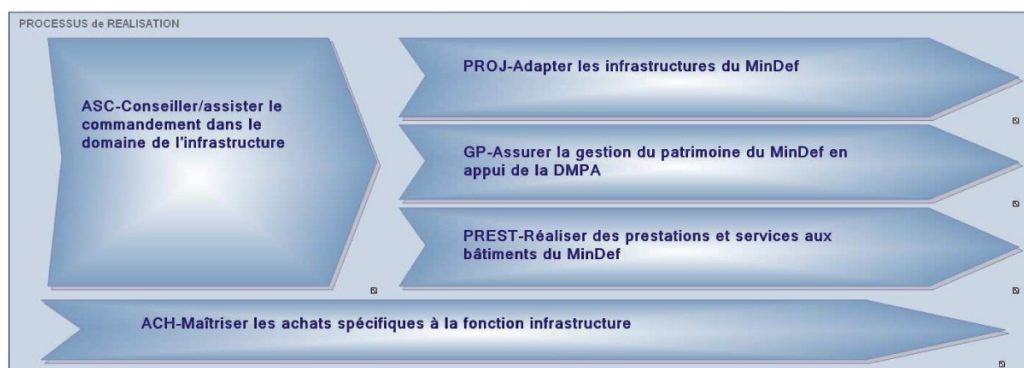 PROCESSUS de REALISATION
ASC-Conseiller/assister le
commandement dans le
domaine de l'infrastructure
PROJ-Adapter les infrastructures du MinDef
GP-Assurer la gestion du patrimoine du MinDef en
appui de la DMPA
PREST-Réaliser des prestations et services aux
bâtiments du MinDef
ACH-Maîtriser les achats spécifiques à la fonction infrastructure